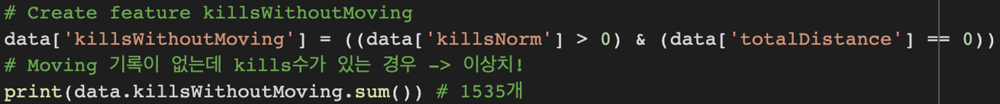 # Create feature killsWithoutMoving
data['killsWithoutMoving'] = ((data['killsNorm'] > 0) & (data['totalDistance'] == 0))
# Moving 기록이 없는데 kills수가 있는 경우 -> 이상치!
print(data.killsWithoutMoving.sum()) # 1535개